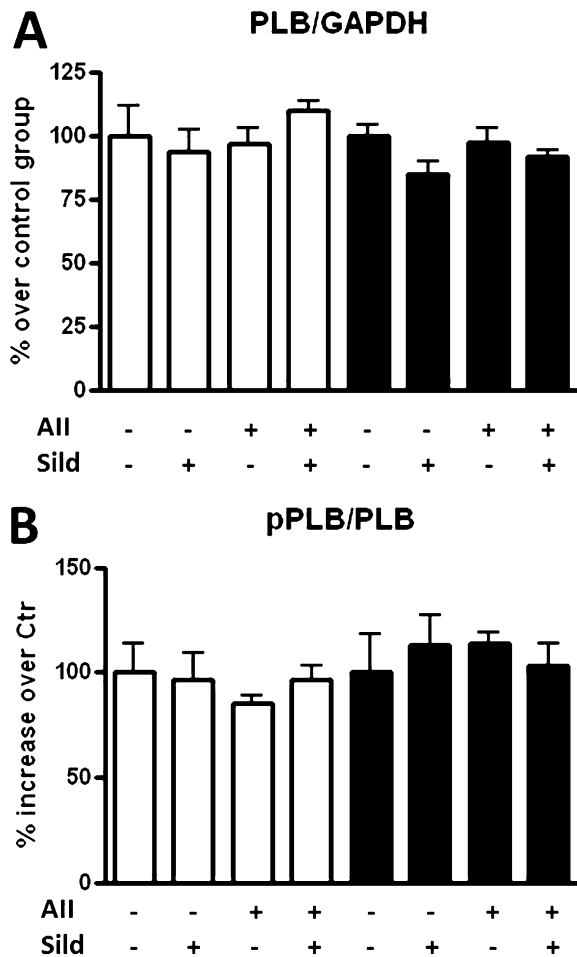 A
PLB/GAPDH
% over control group
125
100
75
50
25
0
AII - - + + - - + +
Sild - + - + - + - +
B
pPLB/PLB
% increase over Ctr
150
100
50
0
AII - - + + - - + +
Sild - + - + - + - +